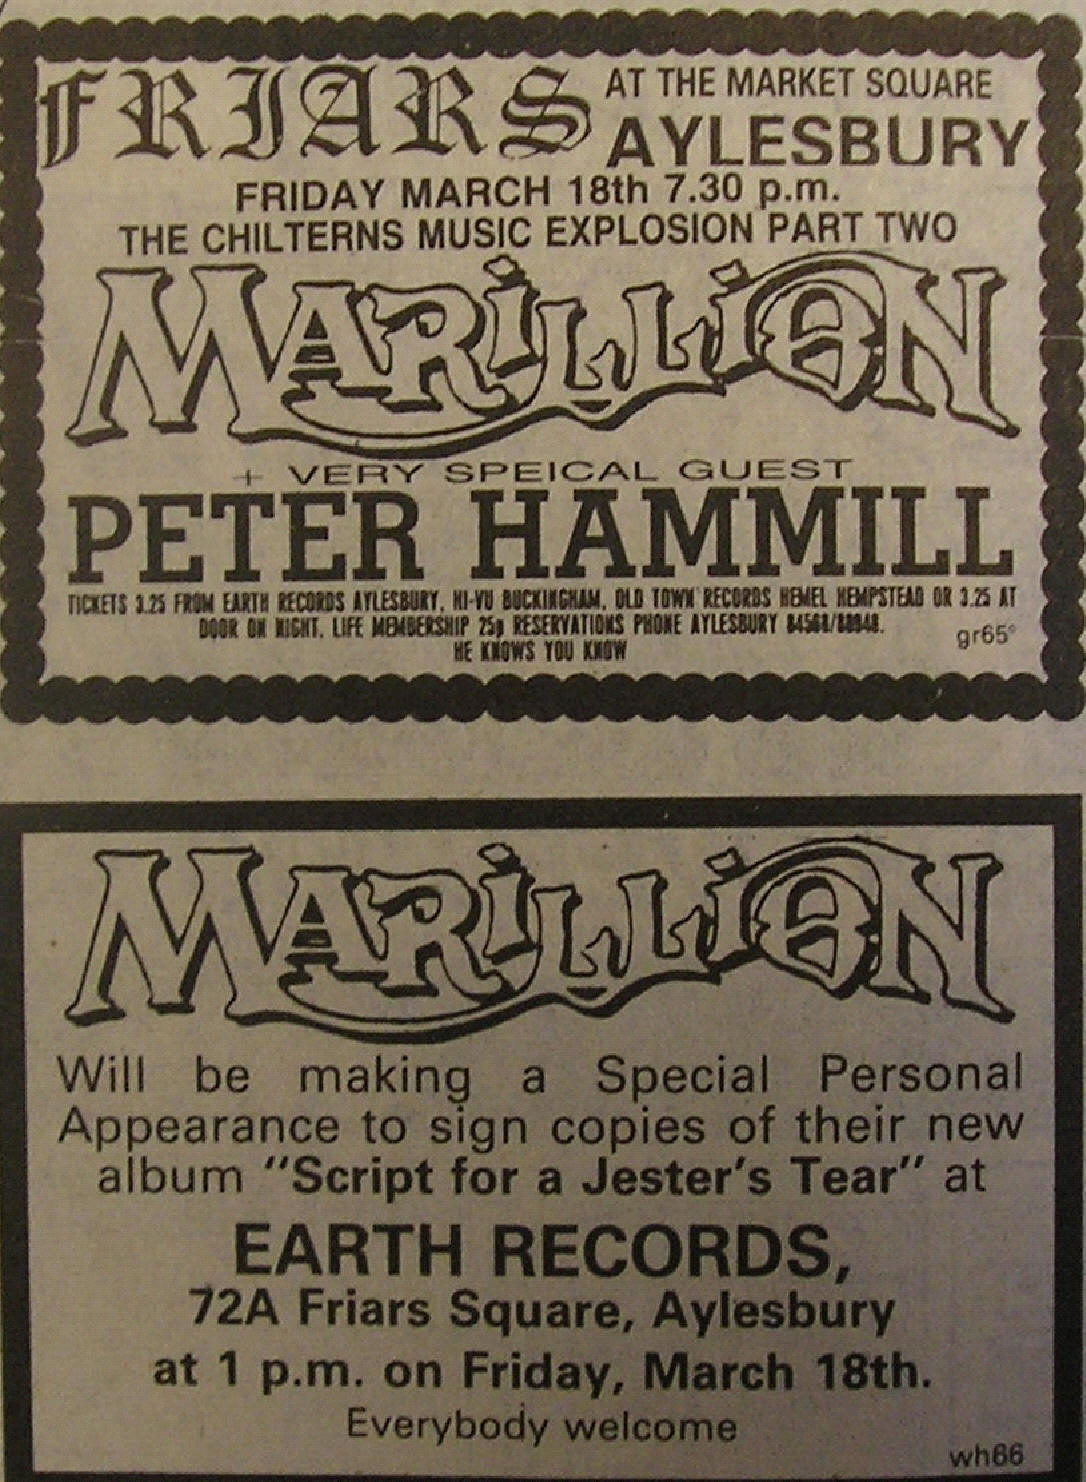 FRIARS AT THE MARKET SQUARE
AYLESBURY
FRIDAY MARCH 18th 7.30 p.m.
THE CHILTERNS MUSIC EXPLOSION PART TWO
MARILLION
+ VERY SPEICAL GUEST
PETER HAMMILL
TICKETS 3.25 FROM EARTH RECORDS AYLESBURY, HI-VU BUCKINGHAM, OLD TOWN RECORDS HEMEL HEMPSTEAD OR 3.25 AT
DOOR ON NIGHT. LIFE MEMBERSHIP 25p RESERVATIONS PHONE AYLESBURY
HE KNOWS YOU KNOW
gr65°
MARILLION
Will be making a Special Personal
Appearance to sign copies of their new
album "Script for a Jester's Tear" at
EARTH RECORDS,
72A Friars Square, Aylesbury
at 1 p.m. on Friday, March 18th.
Everybody welcome
wh66